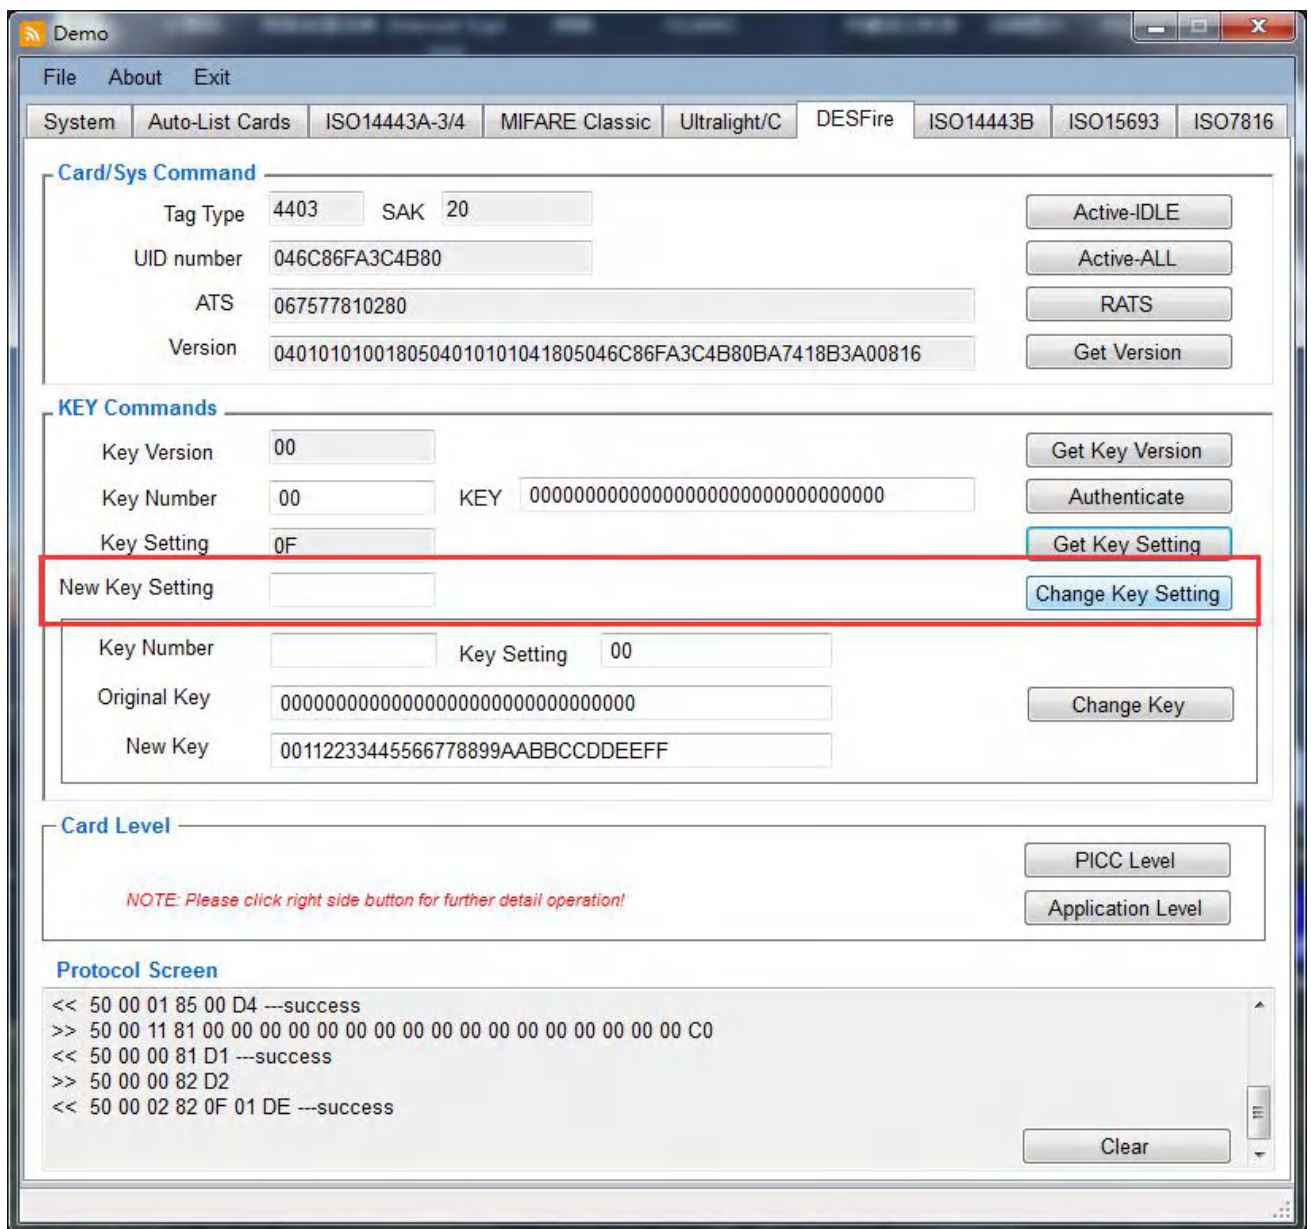 Demo
File About Exit
System Auto-List Cards ISO14443A-3/4 MIFARE Classic Ultralight/C DESFire ISO14443B ISO15693 ISO7816
Card/Sys Command
Tag Type 4403 SAK 20 Active-IDLE
UID number 046C86FA3C4B80 Active-ALL
ATS 067577810280 RATS
Version 04010101001805040101010418050 46C86FA3C4B80BA7418B3A00816 Get Version
KEY Commands
Key Version 00 Get Key Version
Key Number 00 KEY 00000000000000000000000000000000 Authenticate
Key Setting 0F Get Key Setting
New Key Setting Change Key Setting
Key Number Key Setting 00
Original Key 00000000000000000000000000000000
Change Key
New Key 00112233445566778899AABBCCDDEEFF
Card Level
PICC Level
NOTE: Please click right side button for further detail operation!
Application Level
Protocol Screen
<< 50 00 01 85 00 D4 ---success
>> 50 00 11 81 00 00 00 00 00 00 00 00 00 00 00 00 00 00 00 00 00 C0
<< 50 00 00 81 D1 ---success
>> 50 00 00 82 D2
<< 50 00 02 82 0F 01 DE ---success
Clear